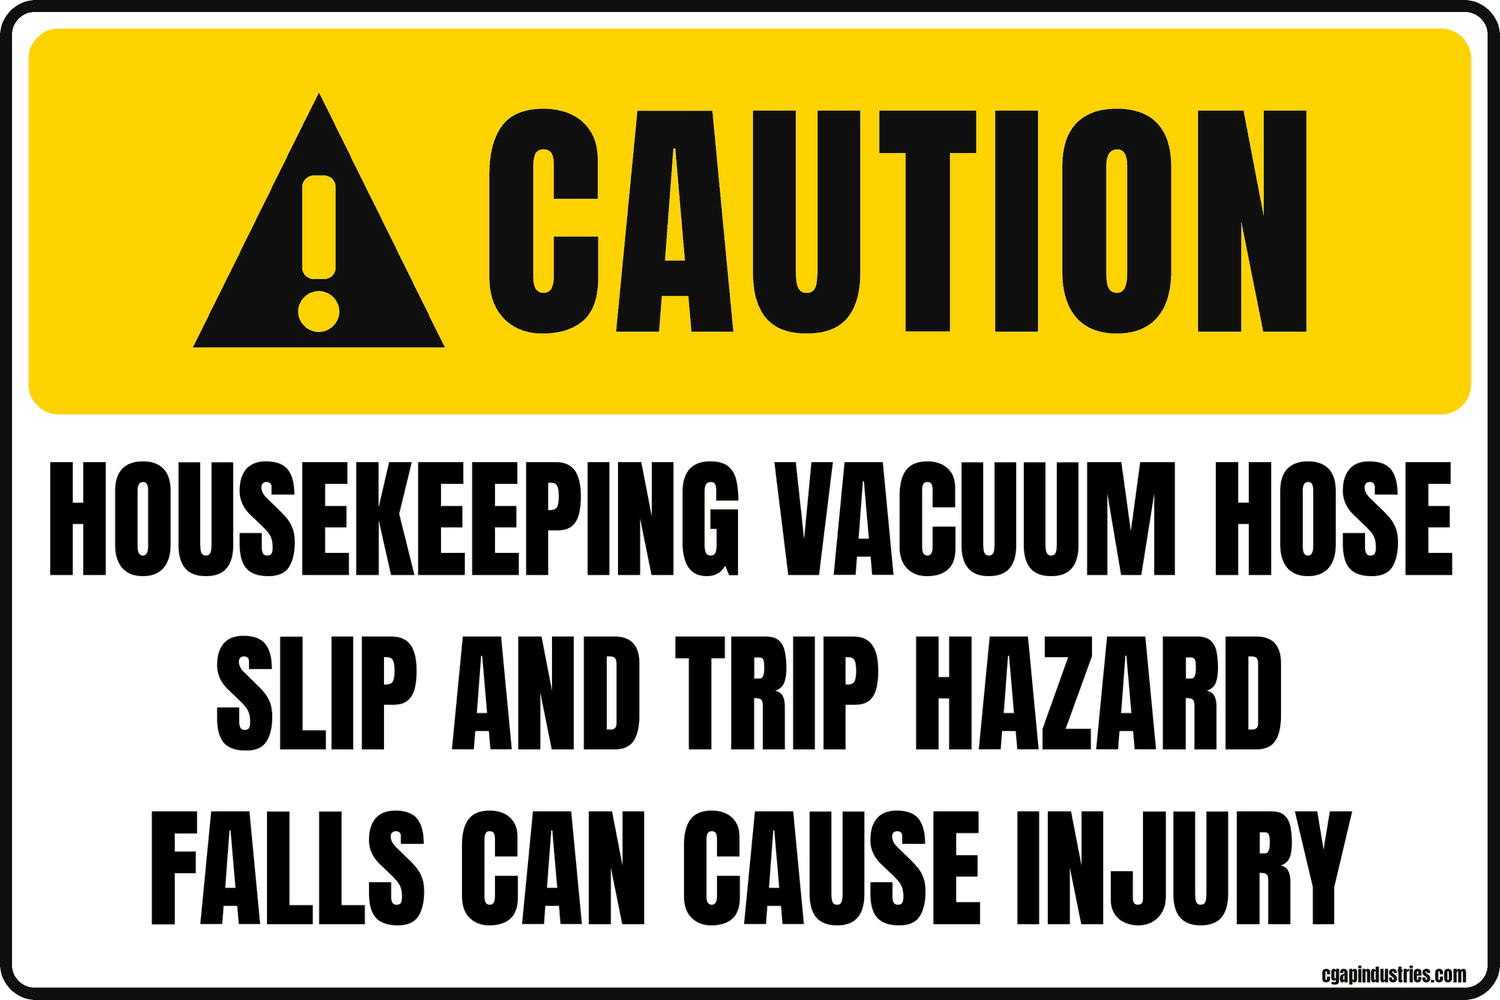 CAUTION
HOUSEKEEPING VACUUM HOSE
SLIP AND TRIP HAZARD
FALLS CAN CAUSE INJURY
cgapindustries.com